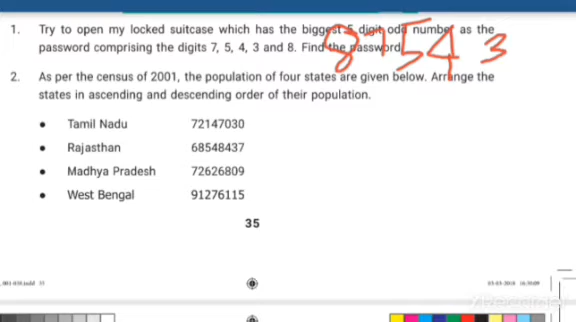 1. Try to open my locked suitcase which has the biggest 5 digit odd number as the
password comprising the digits 7, 5, 4, 3 and 8. Find the password.
87543
2. As per the census of 2001, the population of four states are given below. Arrange the
states in ascending and descending order of their population.
• Tamil Nadu 72147030
• Rajasthan 68548437
• Madhya Pradesh 72626809
• West Bengal 91276115
35